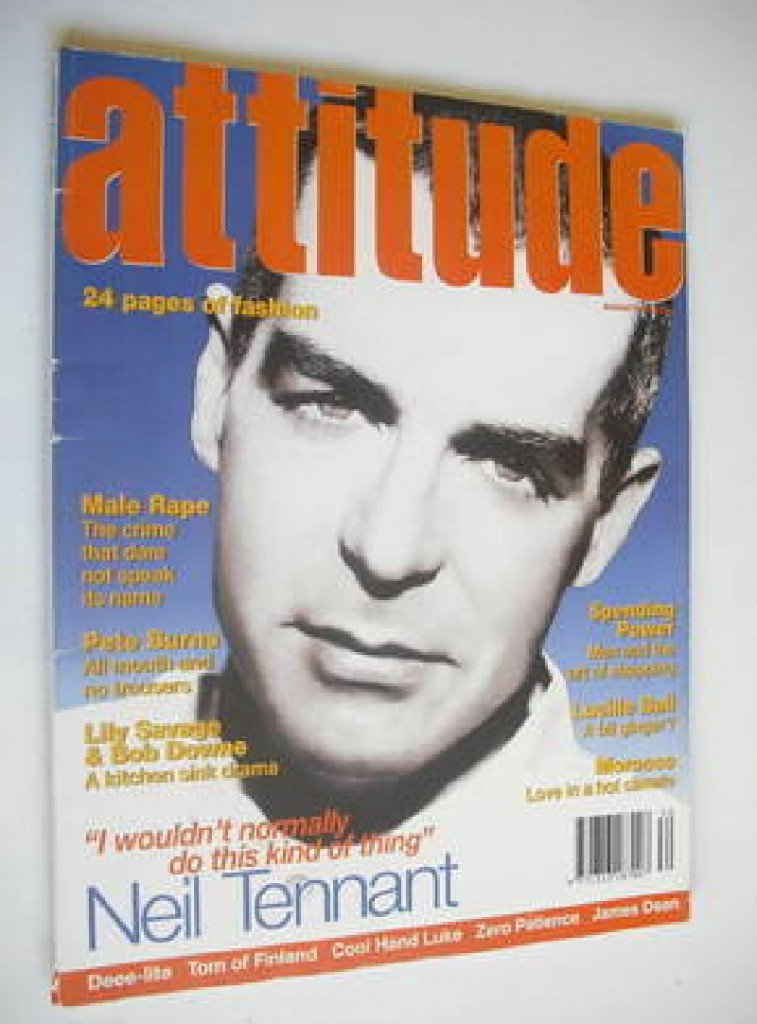 attitude
24 pages of fashion
Male Rape
The crime
that dare
not speak
its name
Pete Burns
All mouth and
no trousers
Lily Savage
& Bob Downe
A kitchen sink drama
Spending
Power
Men and the
art of shopping
Lucille Ball
A bit ginger?
Morocco
Love in a hot climate
"I wouldn't normally
do this kind of thing"
Neil Tennant
Deee-lite Tom of Finland Cool Hand Luke Zero Patience James Dean